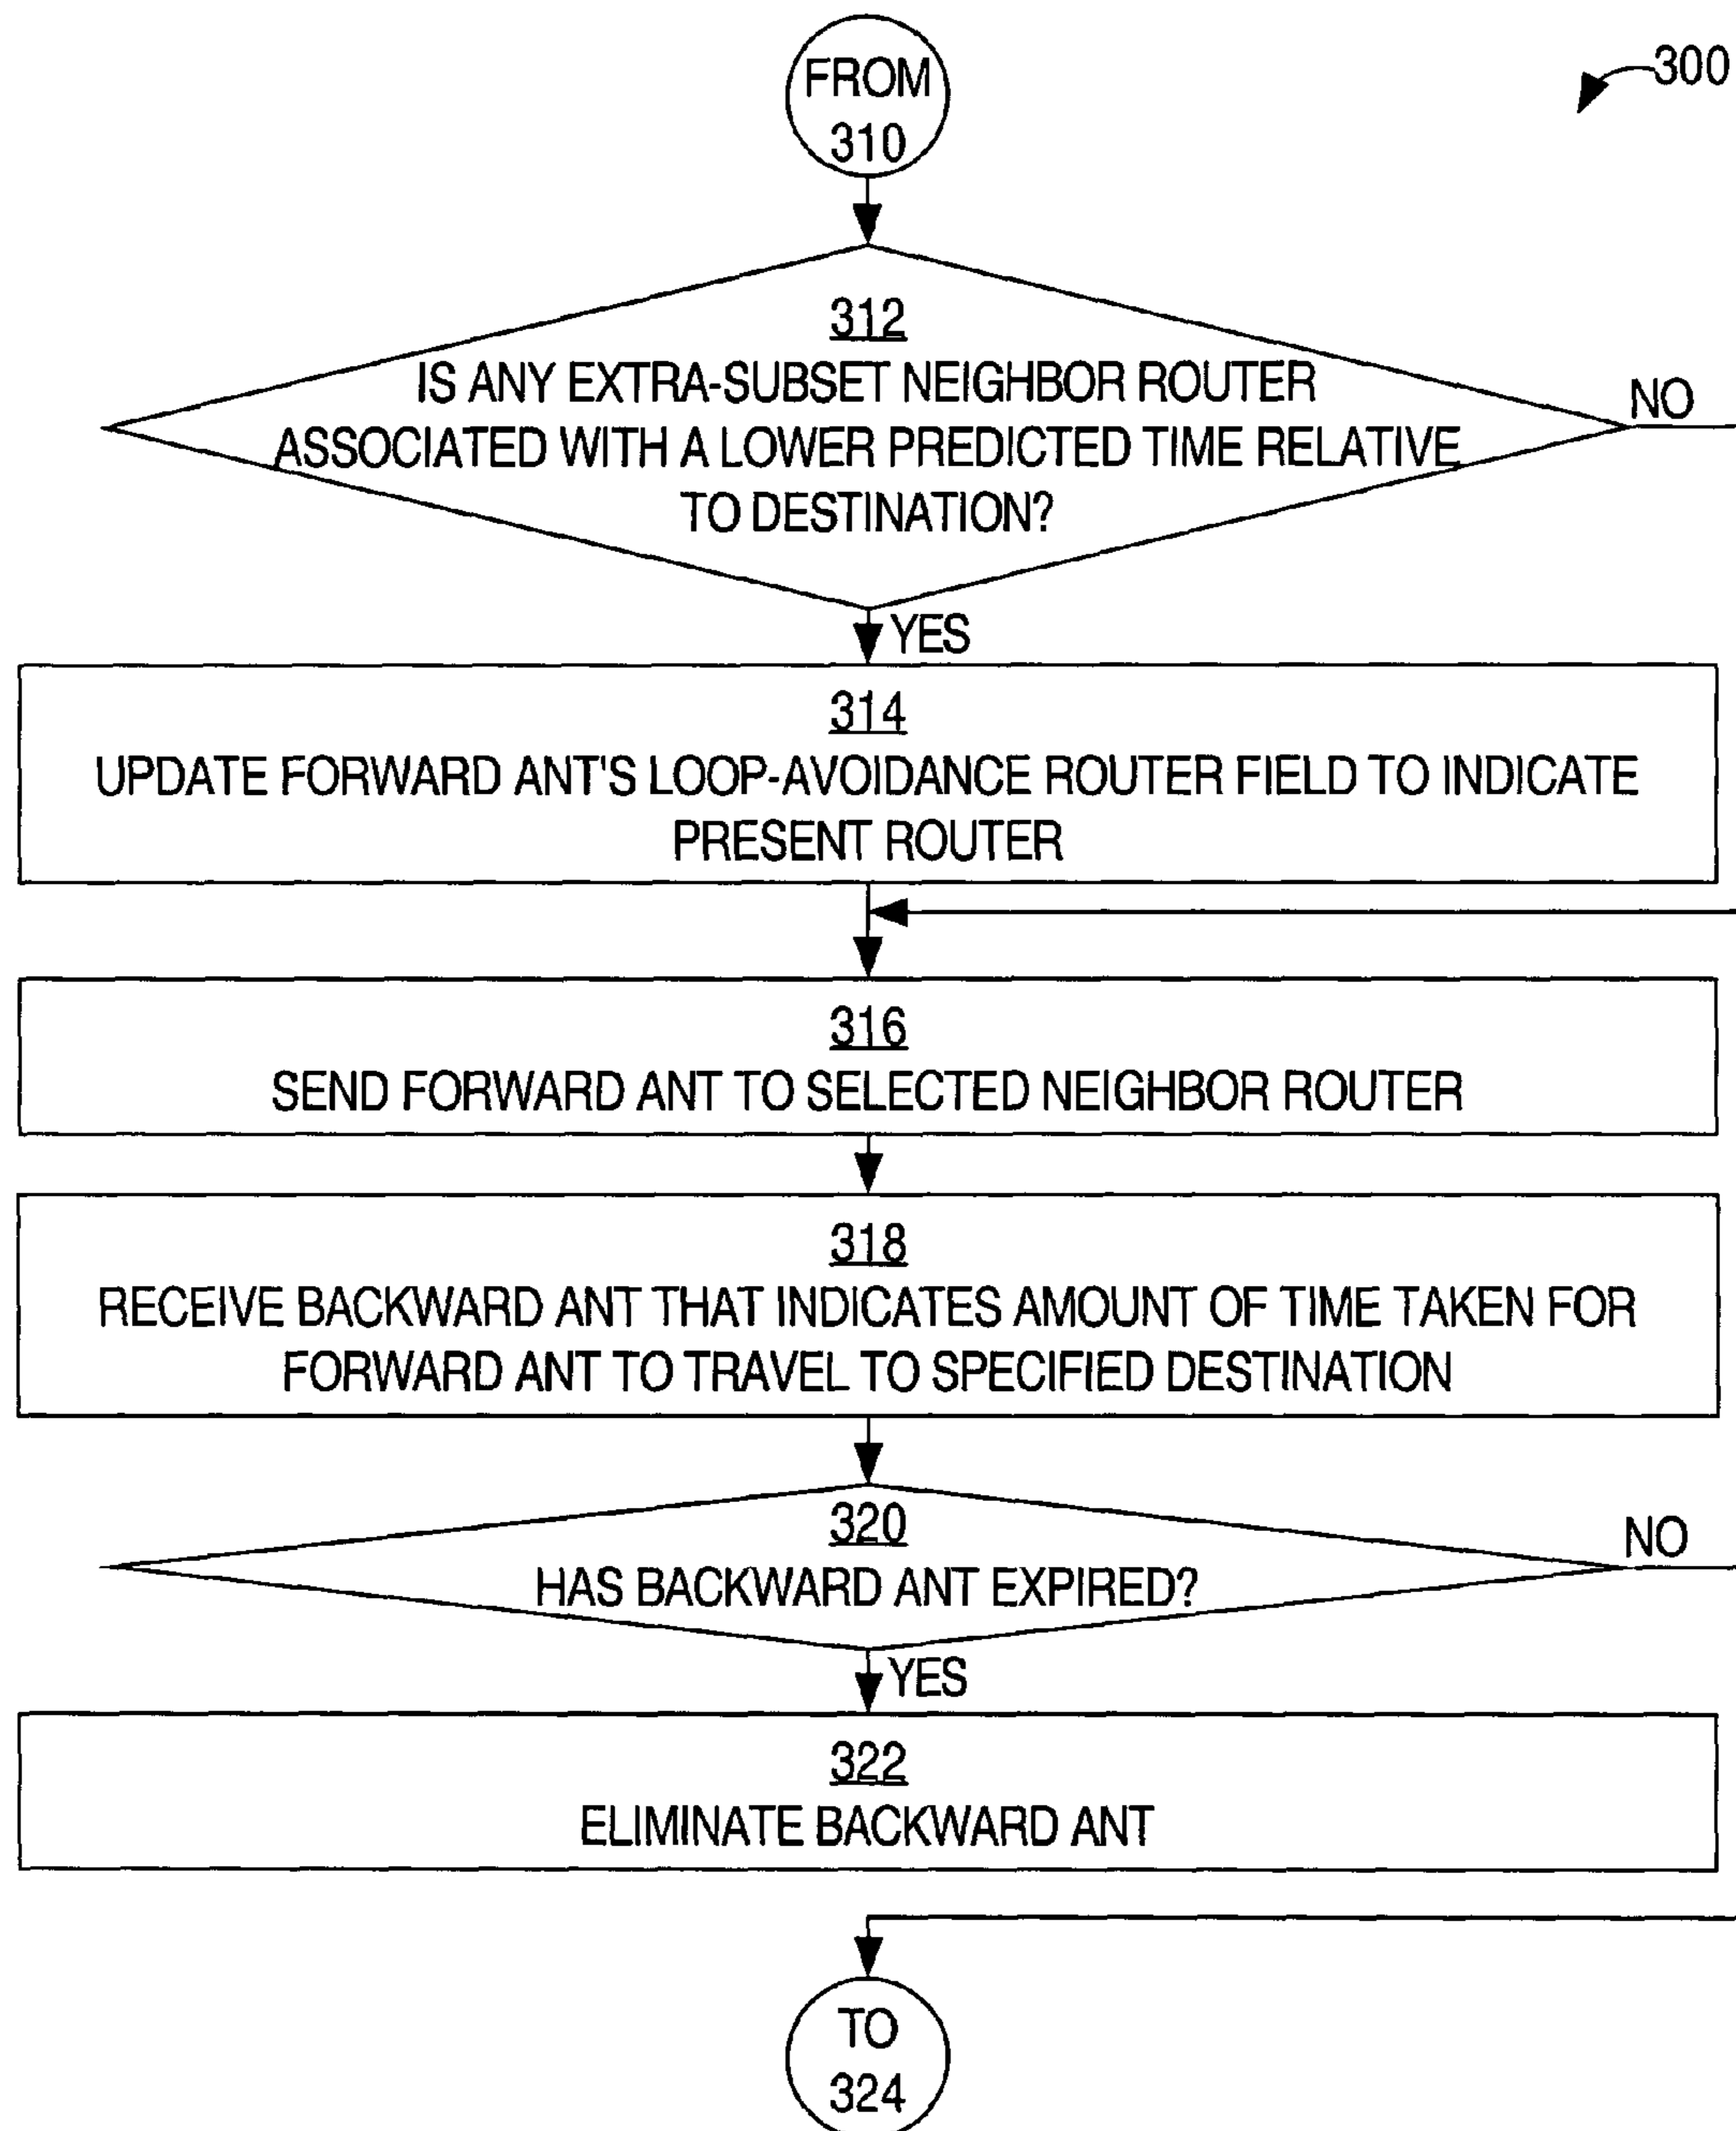 FROM
310
300
312
IS ANY EXTRA-SUBSET NEIGHBOR ROUTER
ASSOCIATED WITH A LOWER PREDICTED TIME RELATIVE
TO DESTINATION?
NO
YES
314
UPDATE FORWARD ANT'S LOOP-AVOIDANCE ROUTER FIELD TO INDICATE
PRESENT ROUTER
316
SEND FORWARD ANT TO SELECTED NEIGHBOR ROUTER
318
RECEIVE BACKWARD ANT THAT INDICATES AMOUNT OF TIME TAKEN FOR
FORWARD ANT TO TRAVEL TO SPECIFIED DESTINATION
320
HAS BACKWARD ANT EXPIRED?
NO
YES
322
ELIMINATE BACKWARD ANT
TO
324